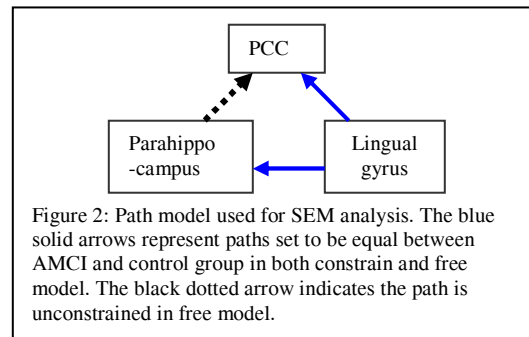 PCC
Parahippo
-campus
Lingual
gyrus
Figure 2: Path model used for SEM analysis. The blue
solid arrows represent paths set to be equal between
AMCI and control group in both constrain and free
model. The black dotted arrow indicates the path is
unconstrained in free model.